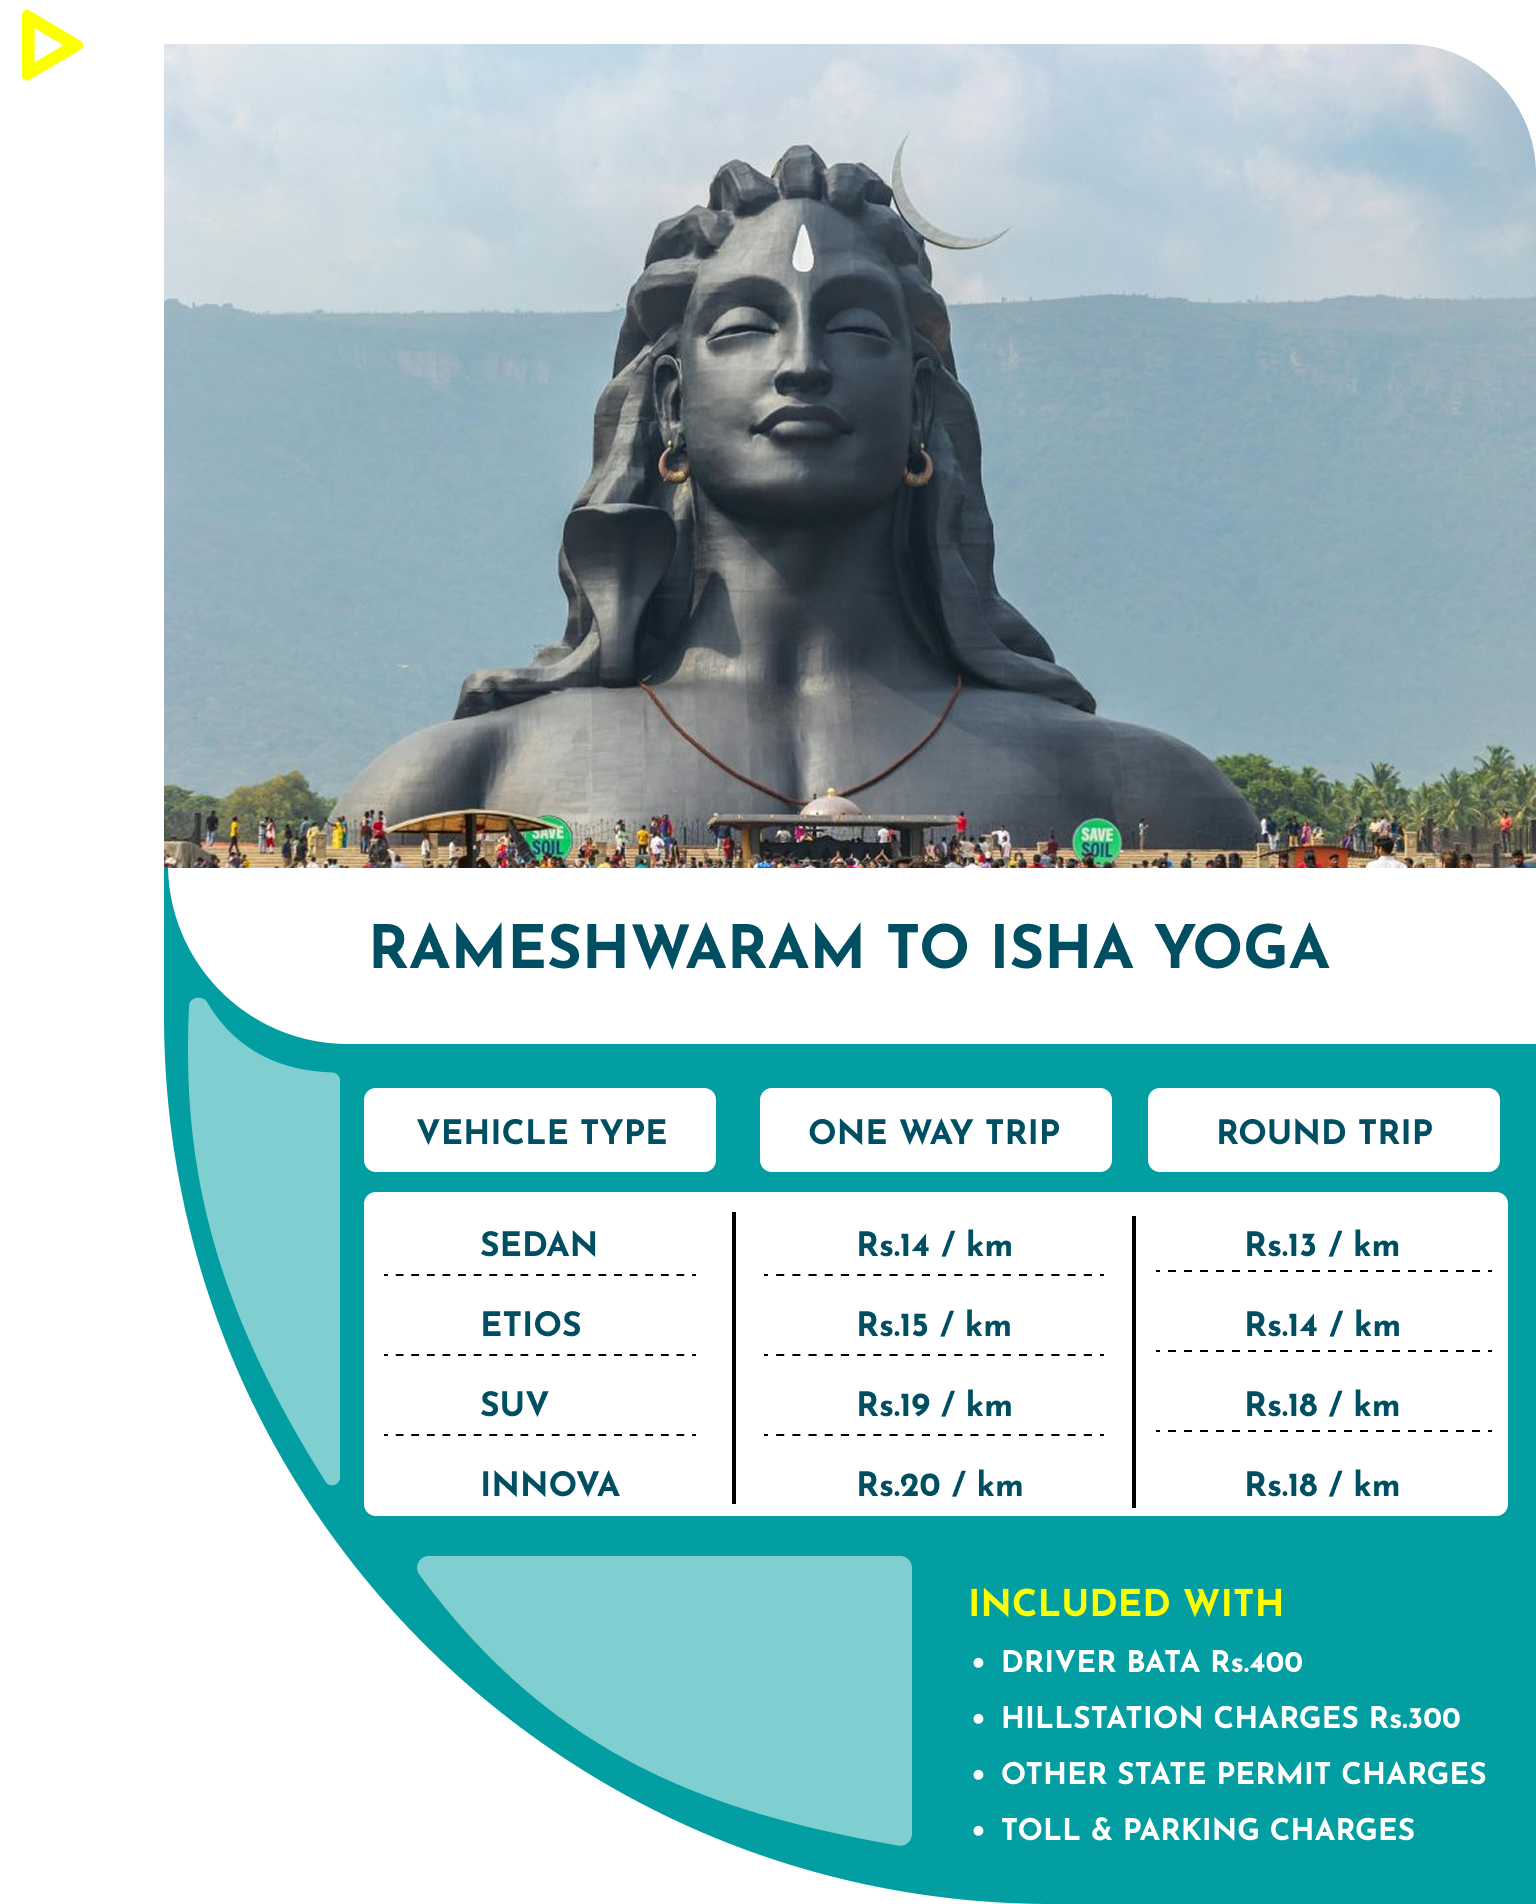 SAVE
SOIL
SAVE
SOIL
RAMESHWARAM TO ISHA YOGA
VEHICLE TYPE ONE WAY TRIP ROUND TRIP
SEDAN Rs.14 / km Rs.13 / km
ETIOS Rs.15 / km Rs.14 / km
SUV Rs.19 / km Rs.18 / km
INNOVA Rs.20 / km Rs.18 / km
INCLUDED WITH
• DRIVER BATA Rs.400
• HILLSTATION CHARGES Rs.300
• OTHER STATE PERMIT CHARGES
• TOLL & PARKING CHARGES